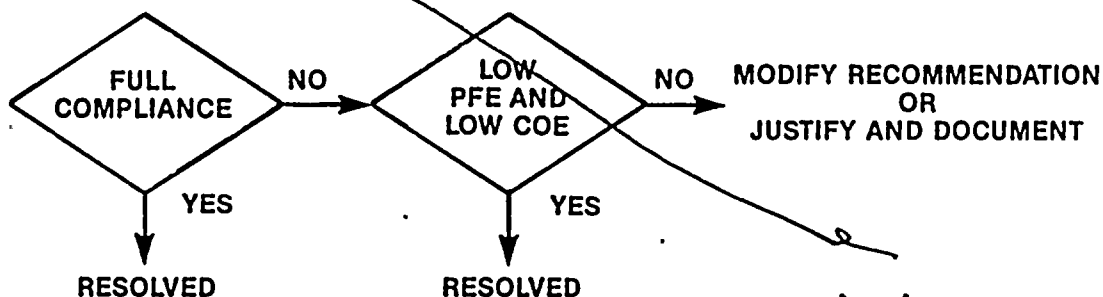 FULL
COMPLIANCE
NO
LOW
PFE AND
LOW COE
NO
MODIFY RECOMMENDATION
OR
JUSTIFY AND DOCUMENT
YES
YES
RESOLVED
RESOLVED